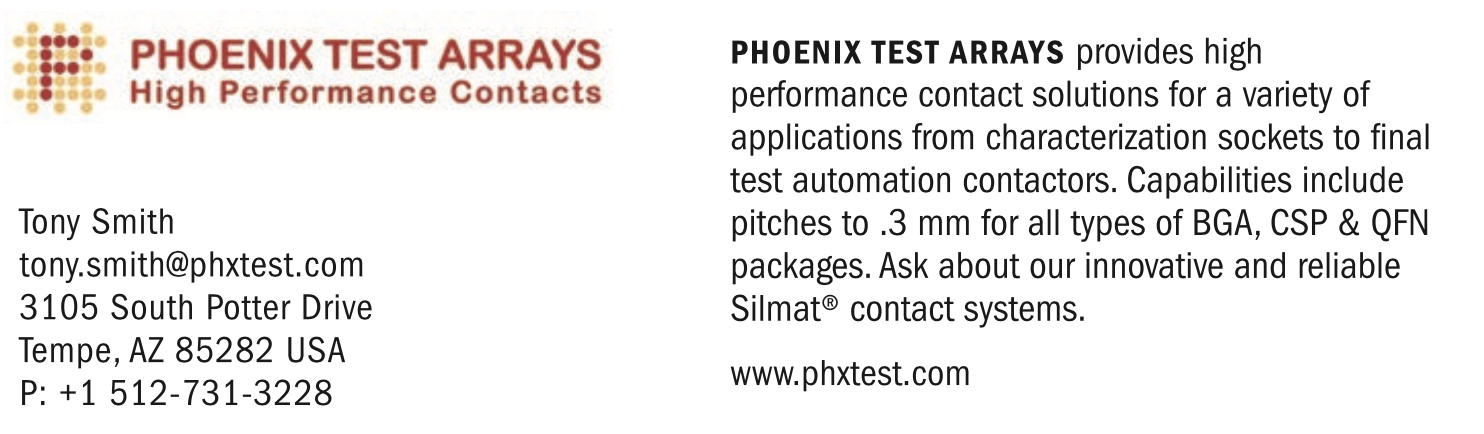 PHOENIX TEST ARRAYS
High Performance Contacts
Tony Smith
tony.smith@phxtest.com
3105 South Potter Drive
Tempe, AZ 85282 USA
P: +1 512-731-3228
PHOENIX TEST ARRAYS provides high
performance contact solutions for a variety of
applications from characterization sockets to final
test automation contactors. Capabilities include
pitches to .3 mm for all types of BGA, CSP & QFN
packages. Ask about our innovative and reliable
Silmat® contact systems.
www.phxtest.com